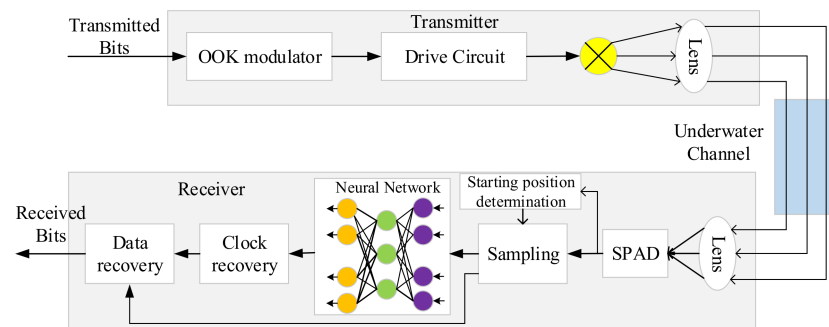 Transmitter
Transmitted
Bits
OOK modulator
Drive Circuit
Lens
Underwater
Channel
Receiver
Neural Network
Starting position
determination
Received
Bits
Data
recovery
Clock
recovery
Sampling
SPAD
Lens